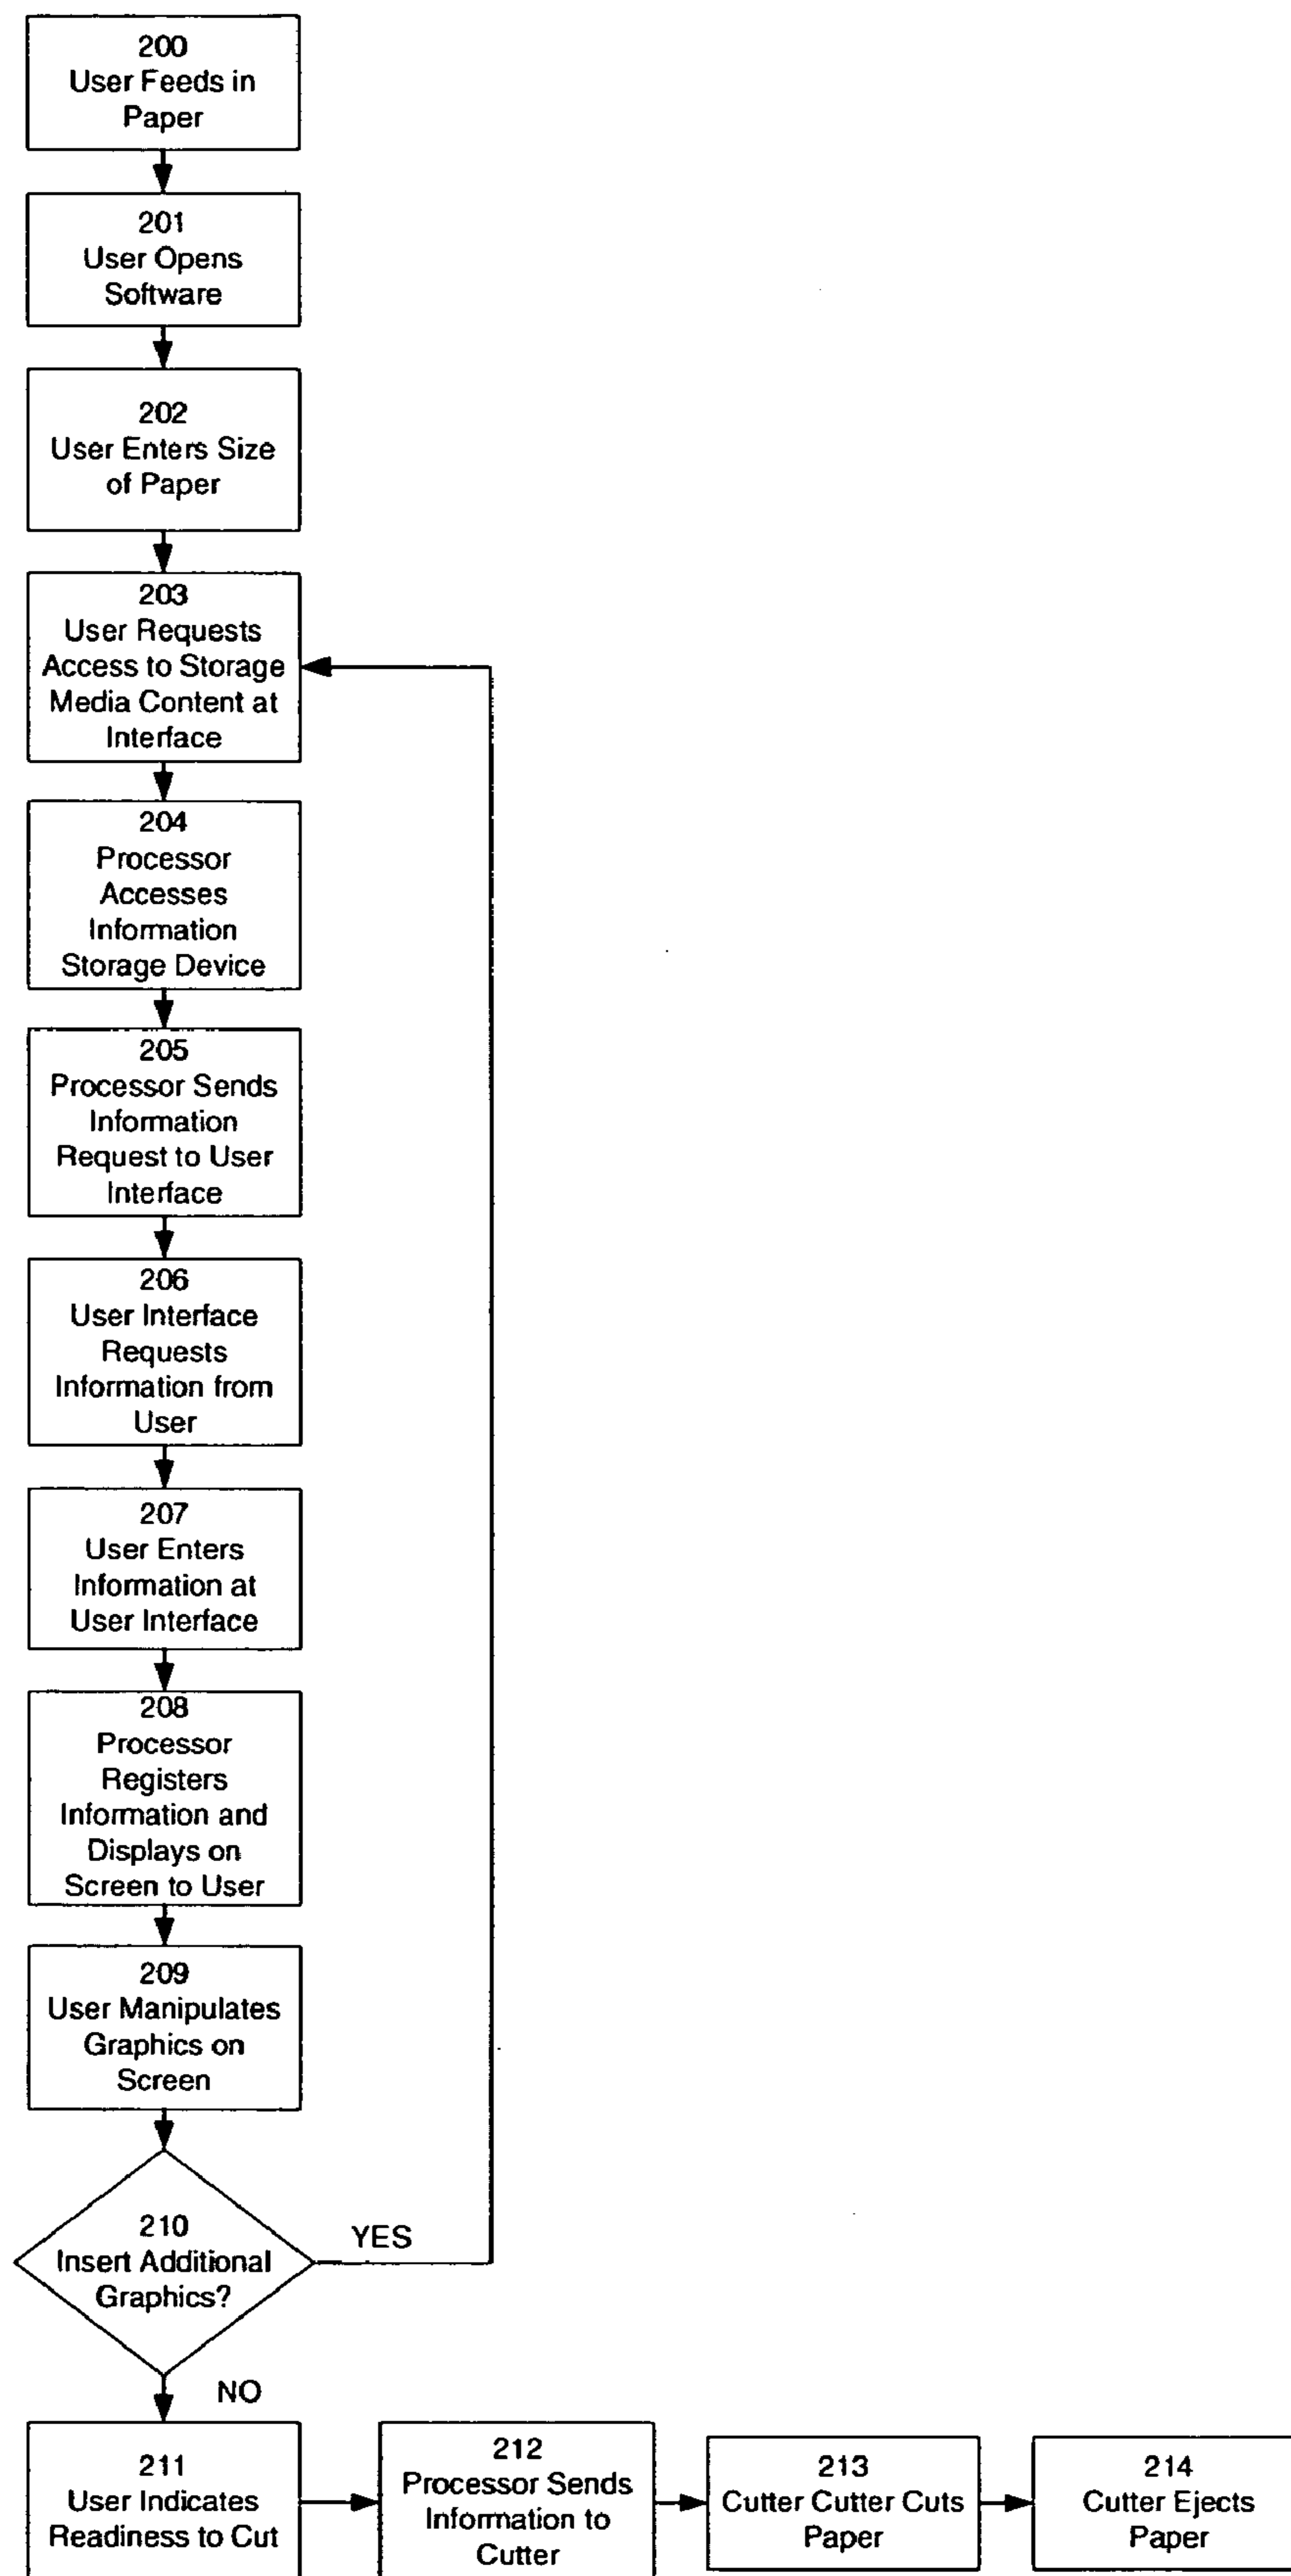 200
User Feeds in
Paper
201
User Opens
Software
202
User Enters Size
of Paper
203
User Requests
Access to Storage
Media Content at
Interface
204
Processor
Accesses
Information
Storage Device
205
Processor Sends
Information
Request to User
Interface
206
User Interface
Requests
Information from
User
207
User Enters
Information at
User Interface
208
Processor
Registers
Information and
Displays on
Screen to User
209
User Manipulates
Graphics on
Screen
210
Insert Additional
Graphics?
YES
NO
211
User Indicates
Readiness to Cut
212
Processor Sends
Information to
Cutter
213
Cutter Cutter Cuts
Paper
214
Cutter Ejects
Paper